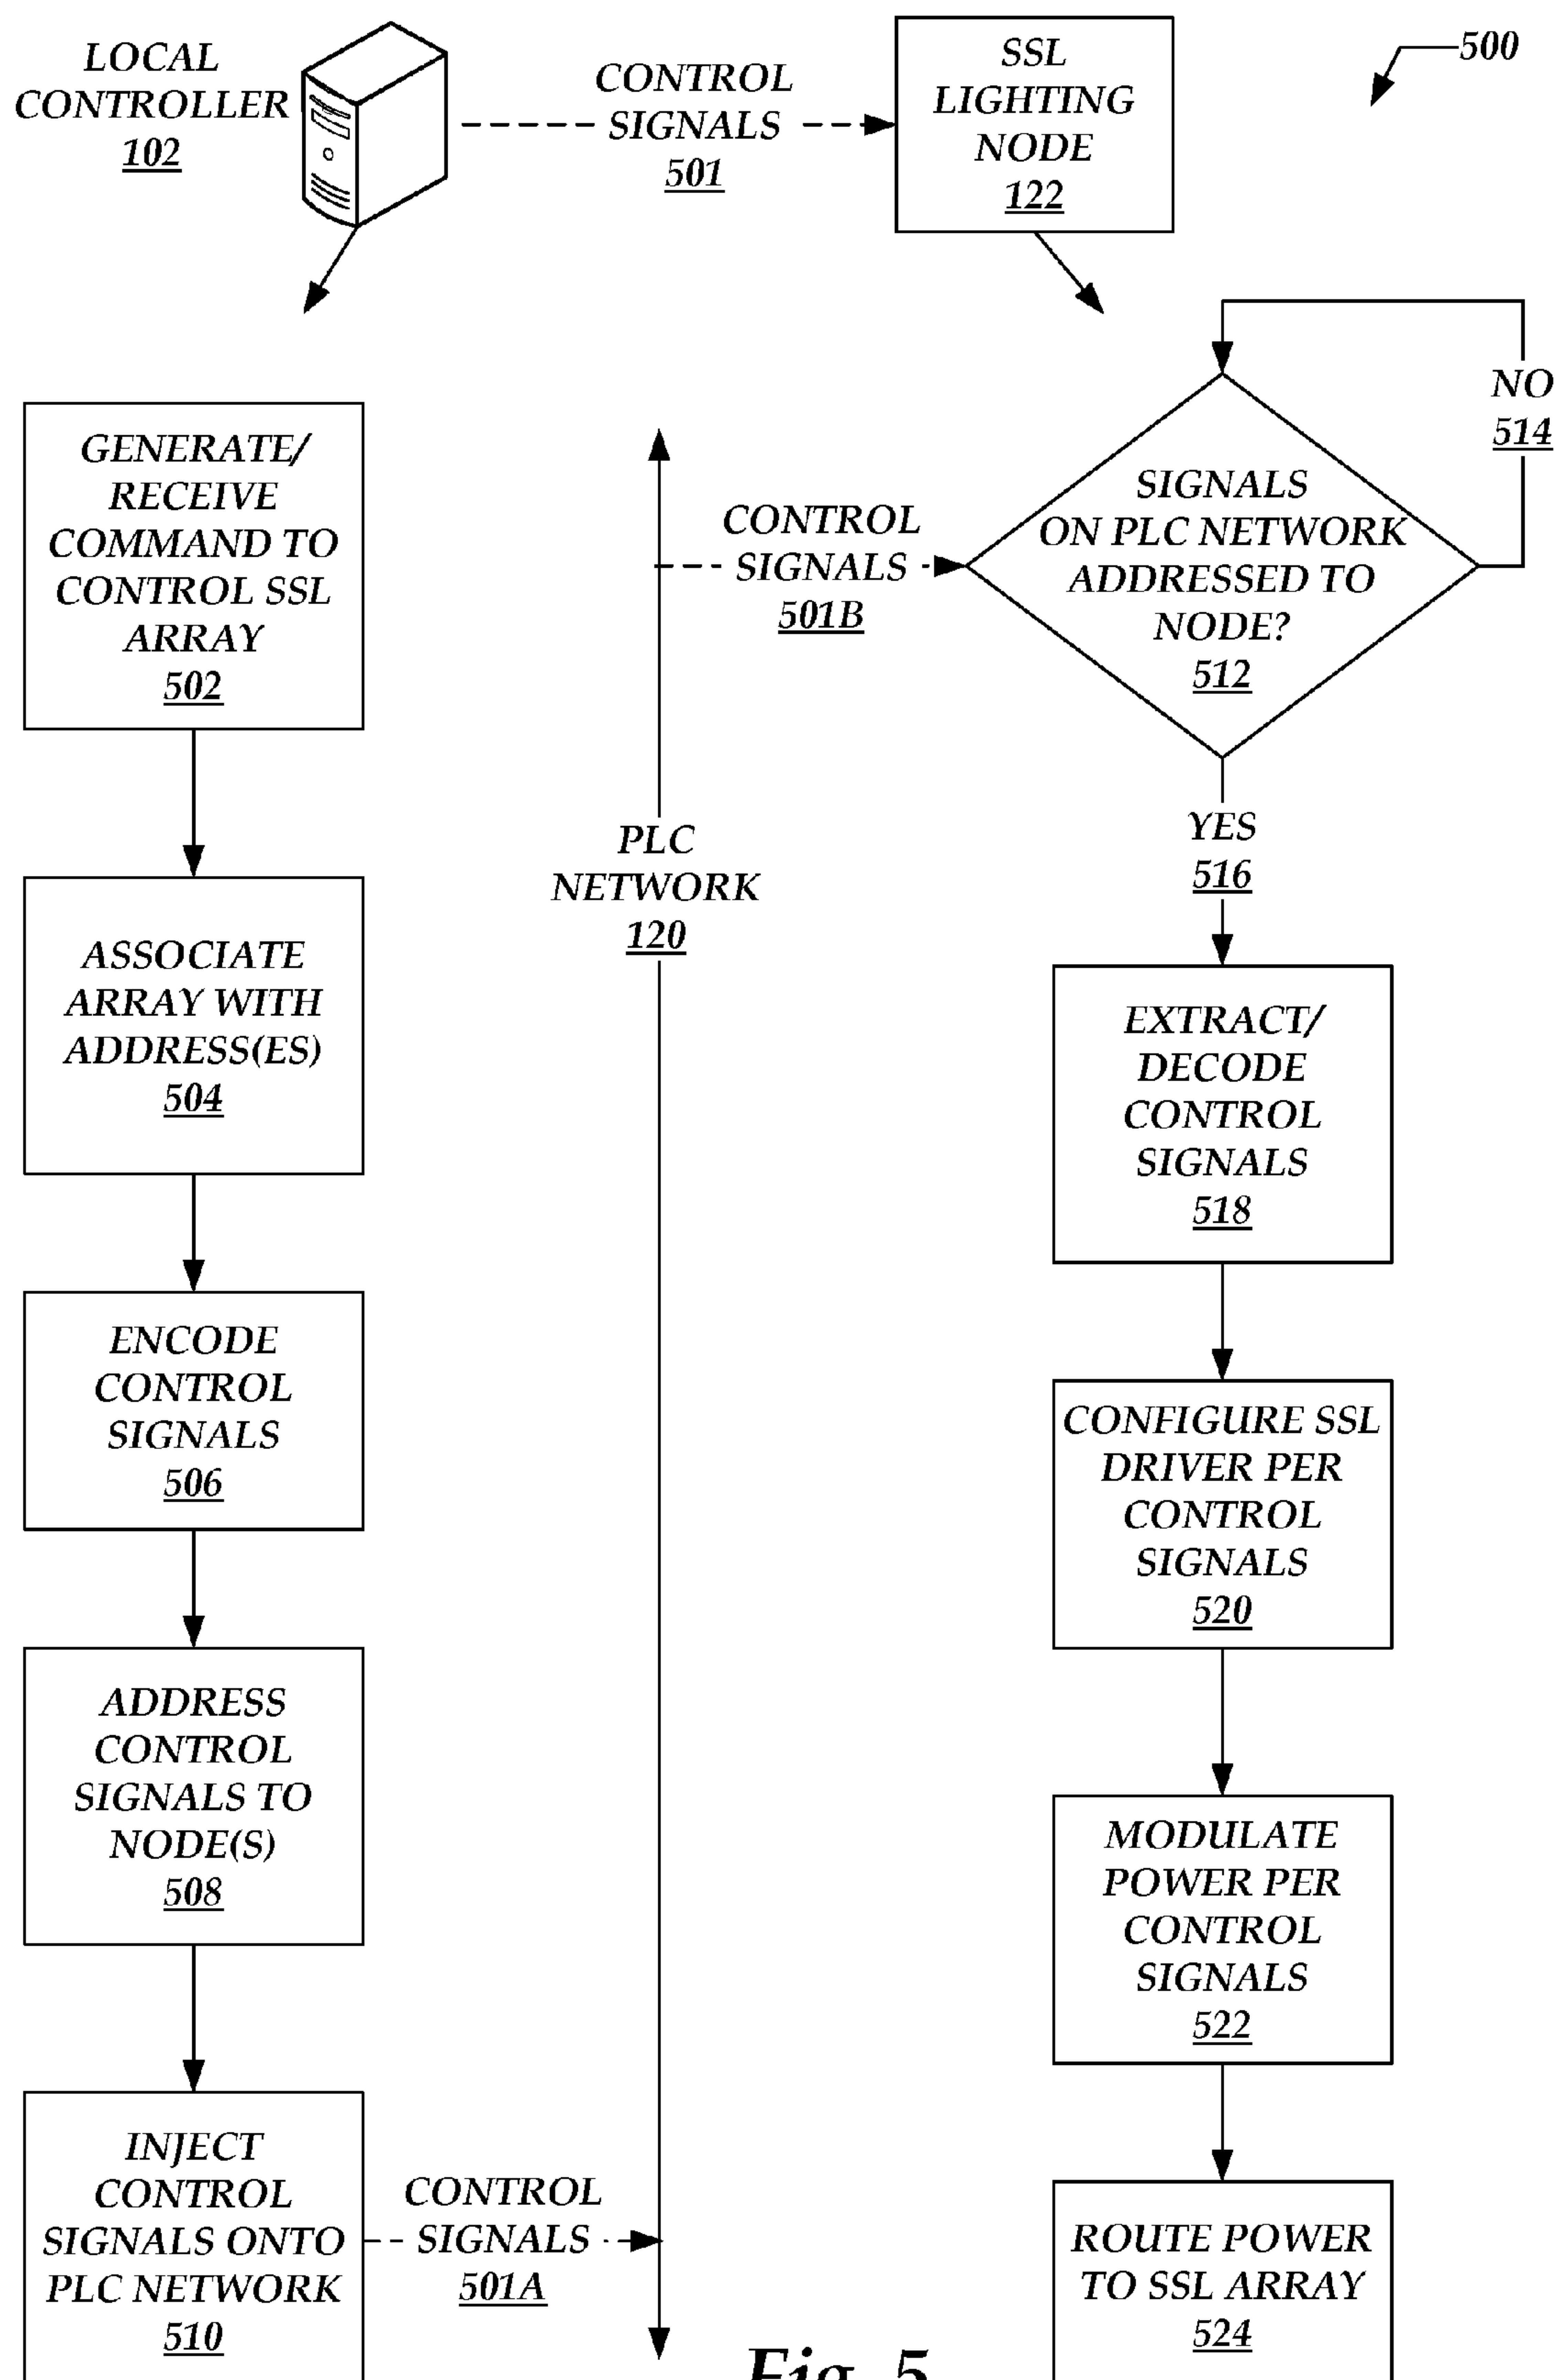 LOCAL
CONTROLLER
102
CONTROL
SIGNALS
501
SSL
LIGHTING
NODE
122
500
GENERATE/
RECEIVE
COMMAND TO
CONTROL SSL
ARRAY
502
ASSOCIATE
ARRAY WITH
ADDRESS(ES)
504
ENCODE
CONTROL
SIGNALS
506
ADDRESS
CONTROL
SIGNALS TO
NODE(S)
508
INJECT
CONTROL
SIGNALS ONTO
PLC NETWORK
510
CONTROL
SIGNALS
501A
PLC
NETWORK
120
CONTROL
SIGNALS
501B
SIGNALS
ON PLC NETWORK
ADDRESSED TO
NODE?
512
NO
514
YES
516
EXTRACT/
DECODE
CONTROL
SIGNALS
518
CONFIGURE SSL
DRIVER PER
CONTROL
SIGNALS
520
MODULATE
POWER PER
CONTROL
SIGNALS
522
ROUTE POWER
TO SSL ARRAY
524
Fig. 5